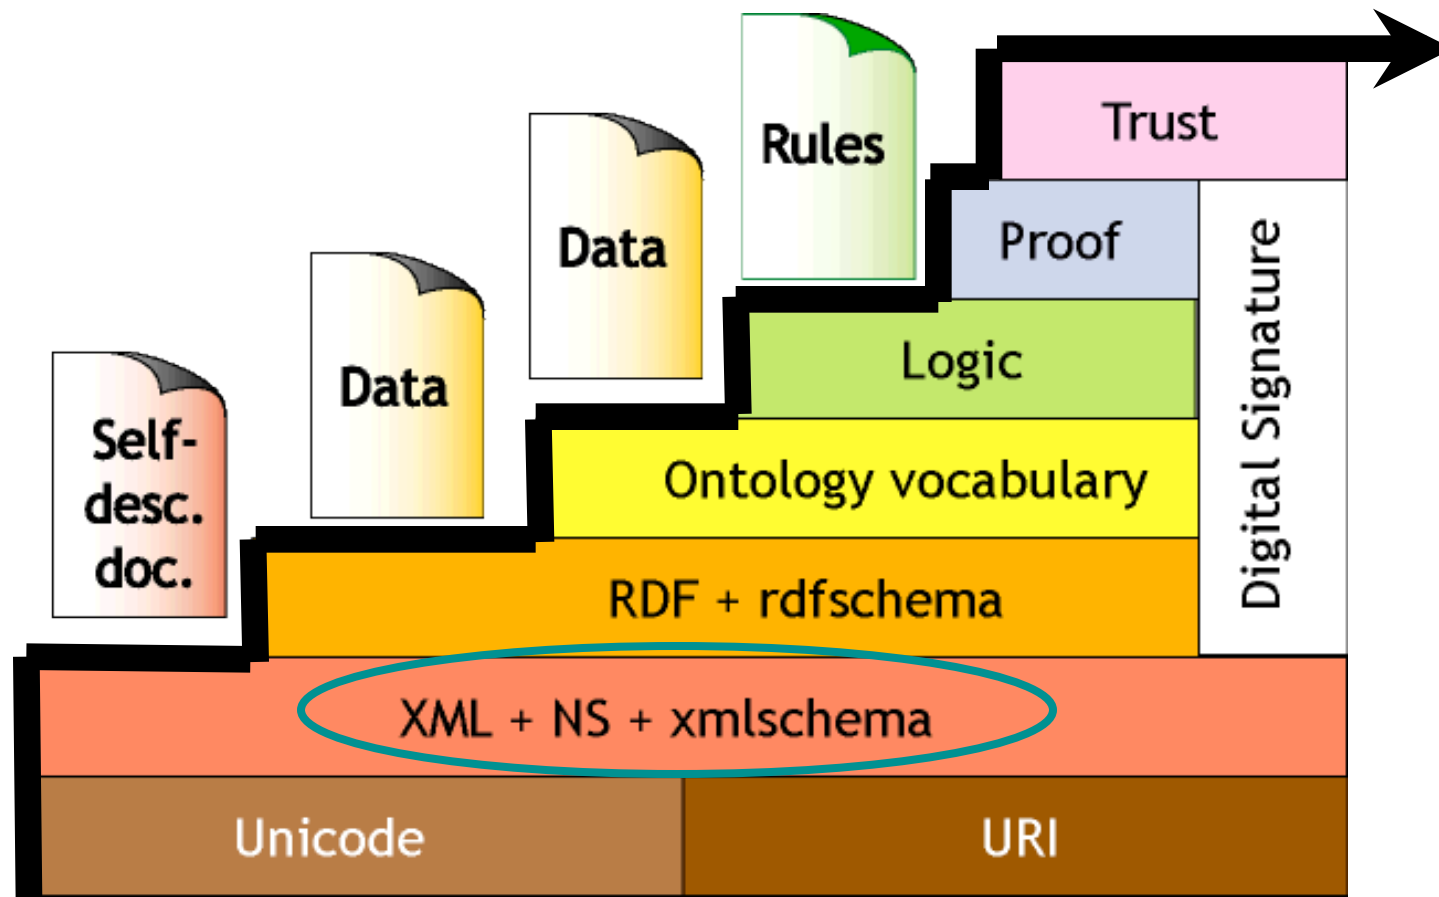 Trust
Rules
Proof
Data
Logic
Digital Signature
Data
Ontology vocabulary
Self-
desc.
doc.
RDF + rdfschema
XML + NS + xmlschema
Unicode
URI